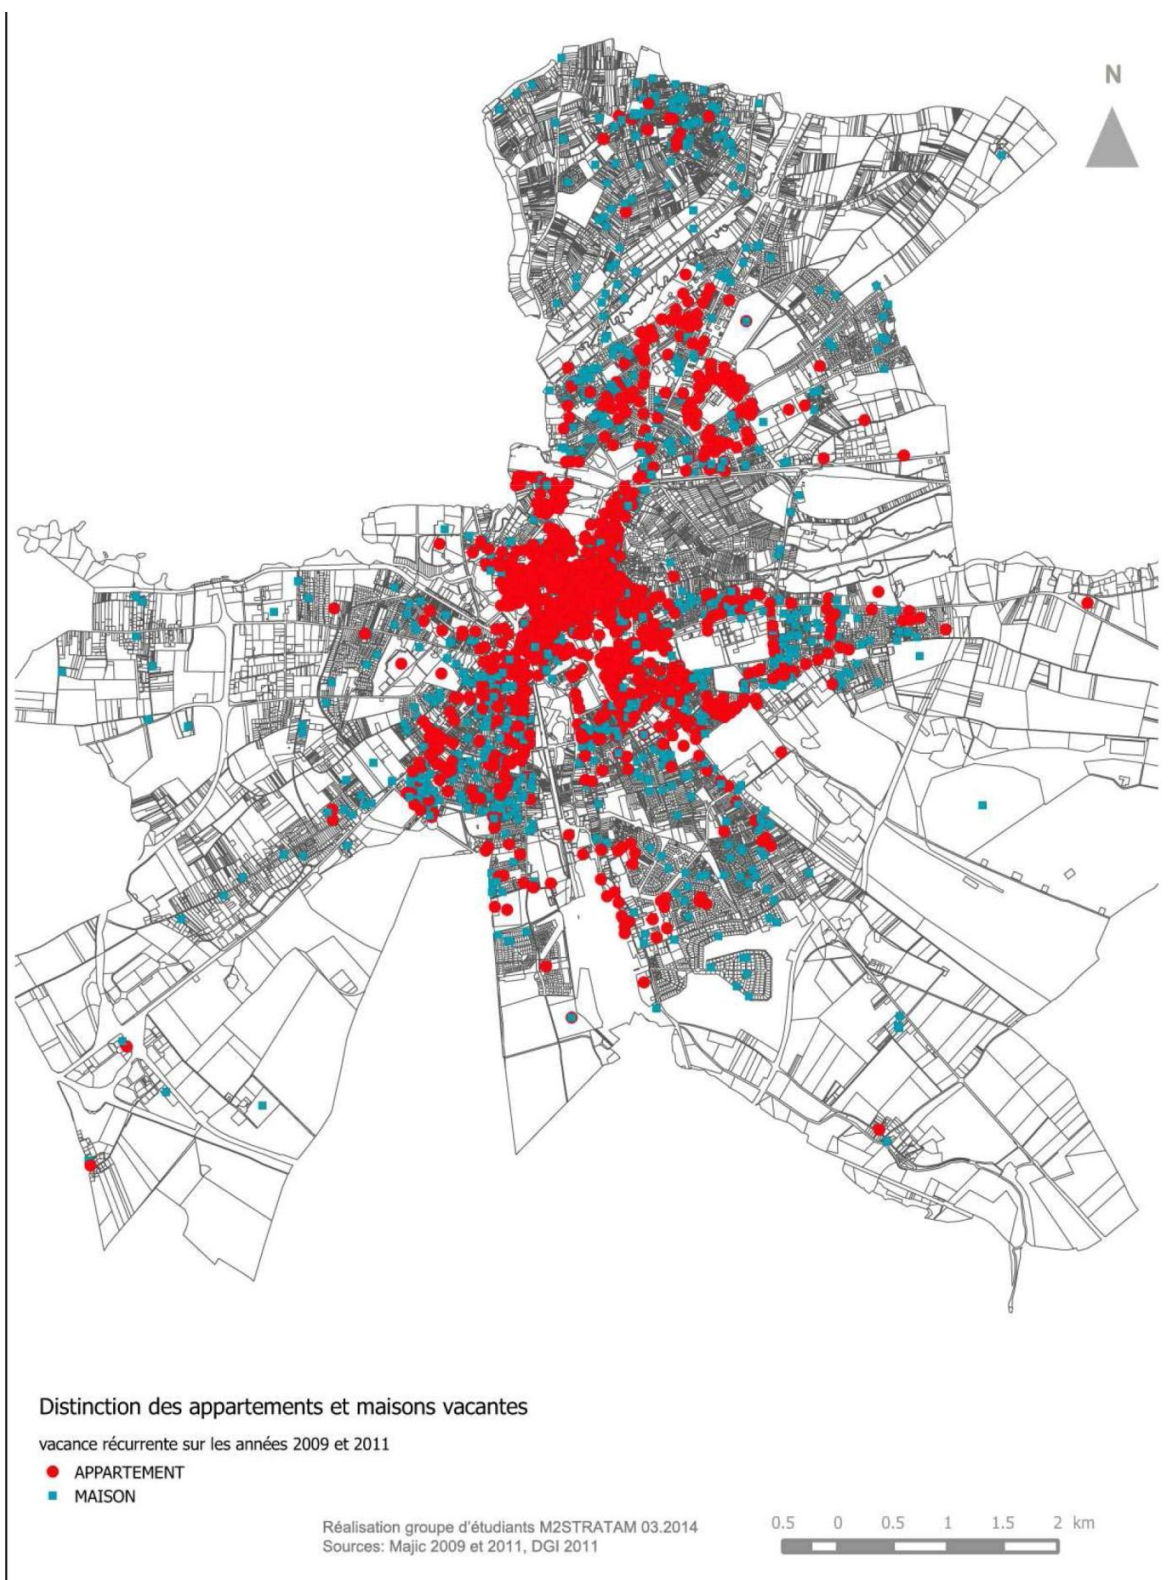 N
Distinction des appartements et maisons vacantes
vacance récurrente sur les années 2009 et 2011
APPARTEMENT
MAISON
Réalisation groupe d'étudiants M2STRATAM 03.2014
Sources: Majic 2009 et 2011, DGI 2011
0.5 0 0.5 1 1.5 2 km